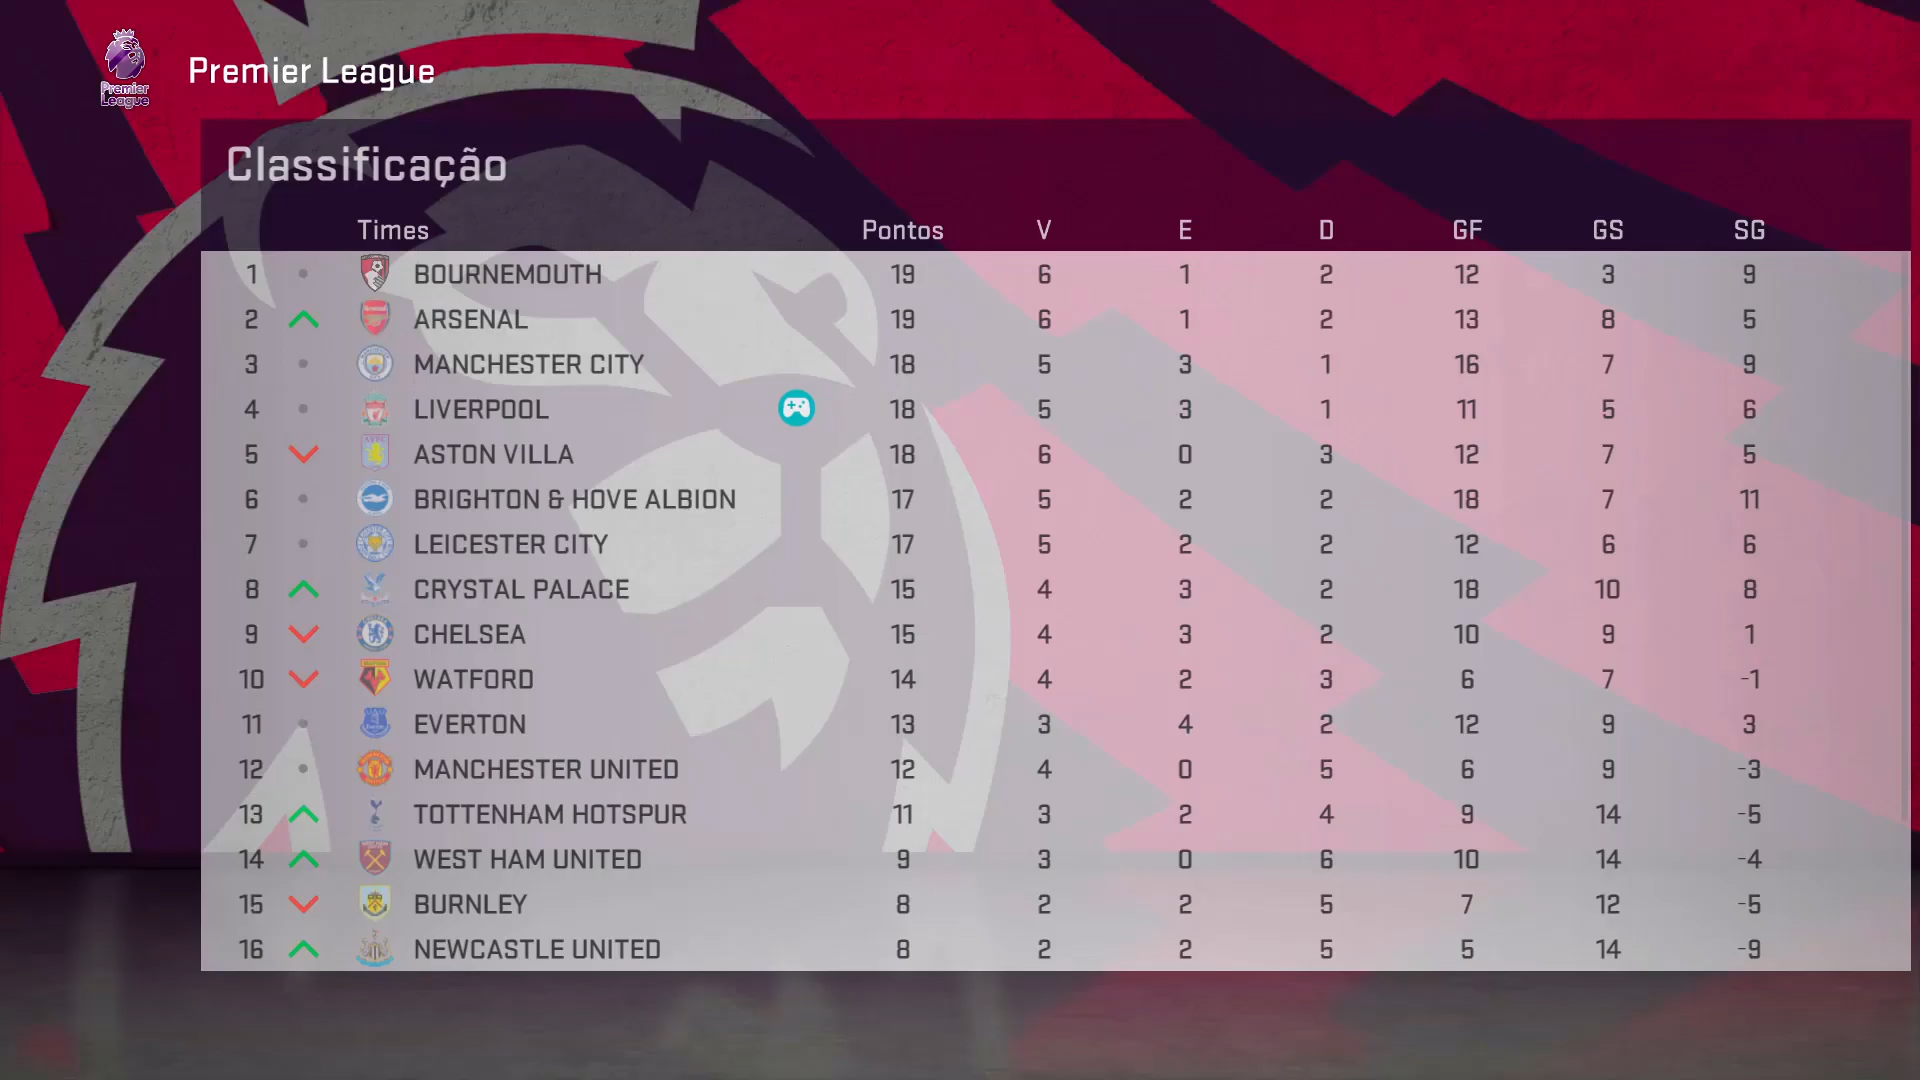 Premier League
Premier
League
Classificação
Times Pontos V E D GF GS SG
1 BOURNEMOUTH 19 6 1 2 12 3 9
2 ARSENAL 19 6 1 2 13 8 5
3 MANCHESTER CITY 18 5 3 1 16 7 9
4 LIVERPOOL 18 5 3 1 11 5 6
5 ASTON VILLA 18 6 0 3 12 7 5
6 BRIGHTON & HOVE ALBION 17 5 2 2 18 7 11
7 LEICESTER CITY 17 5 2 2 12 6 6
8 CRYSTAL PALACE 15 4 3 2 18 10 8
9 CHELSEA 15 4 3 2 10 9 1
10 WATFORD 14 4 2 3 6 7 -1
11 EVERTON 13 3 4 2 12 9 3
12 MANCHESTER UNITED 12 4 0 5 6 9 -3
13 TOTTENHAM HOTSPUR 11 3 2 4 9 14 -5
14 WEST HAM UNITED 9 3 0 6 10 14 -4
15 BURNLEY 8 2 2 5 7 12 -5
16 NEWCASTLE UNITED 8 2 2 5 5 14 -9